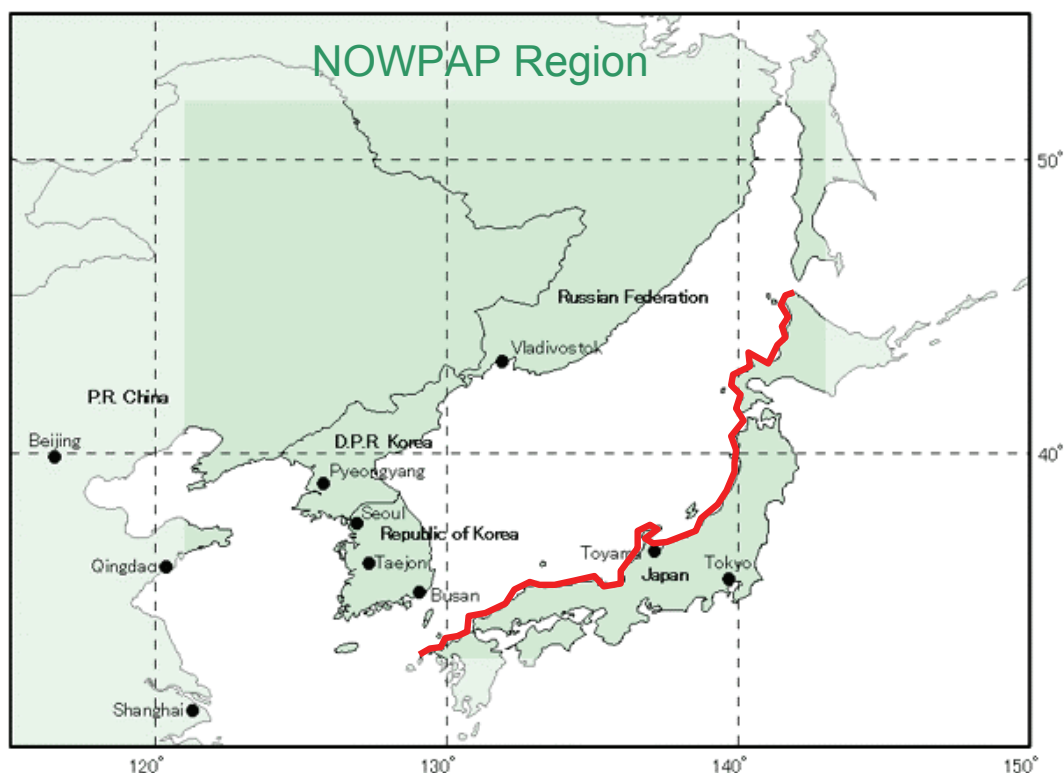 NOWPAP Region
50°
Russian Federation
Vladivostok
P.R. China
Beijing
D.P.R. Korea
40°
Pyeongyang
Seoul
Republic of Korea
Toyama
Tokyo
Qingdao
Taejon
Japan
Busan
Shanghai
120°
130°
140°
150°